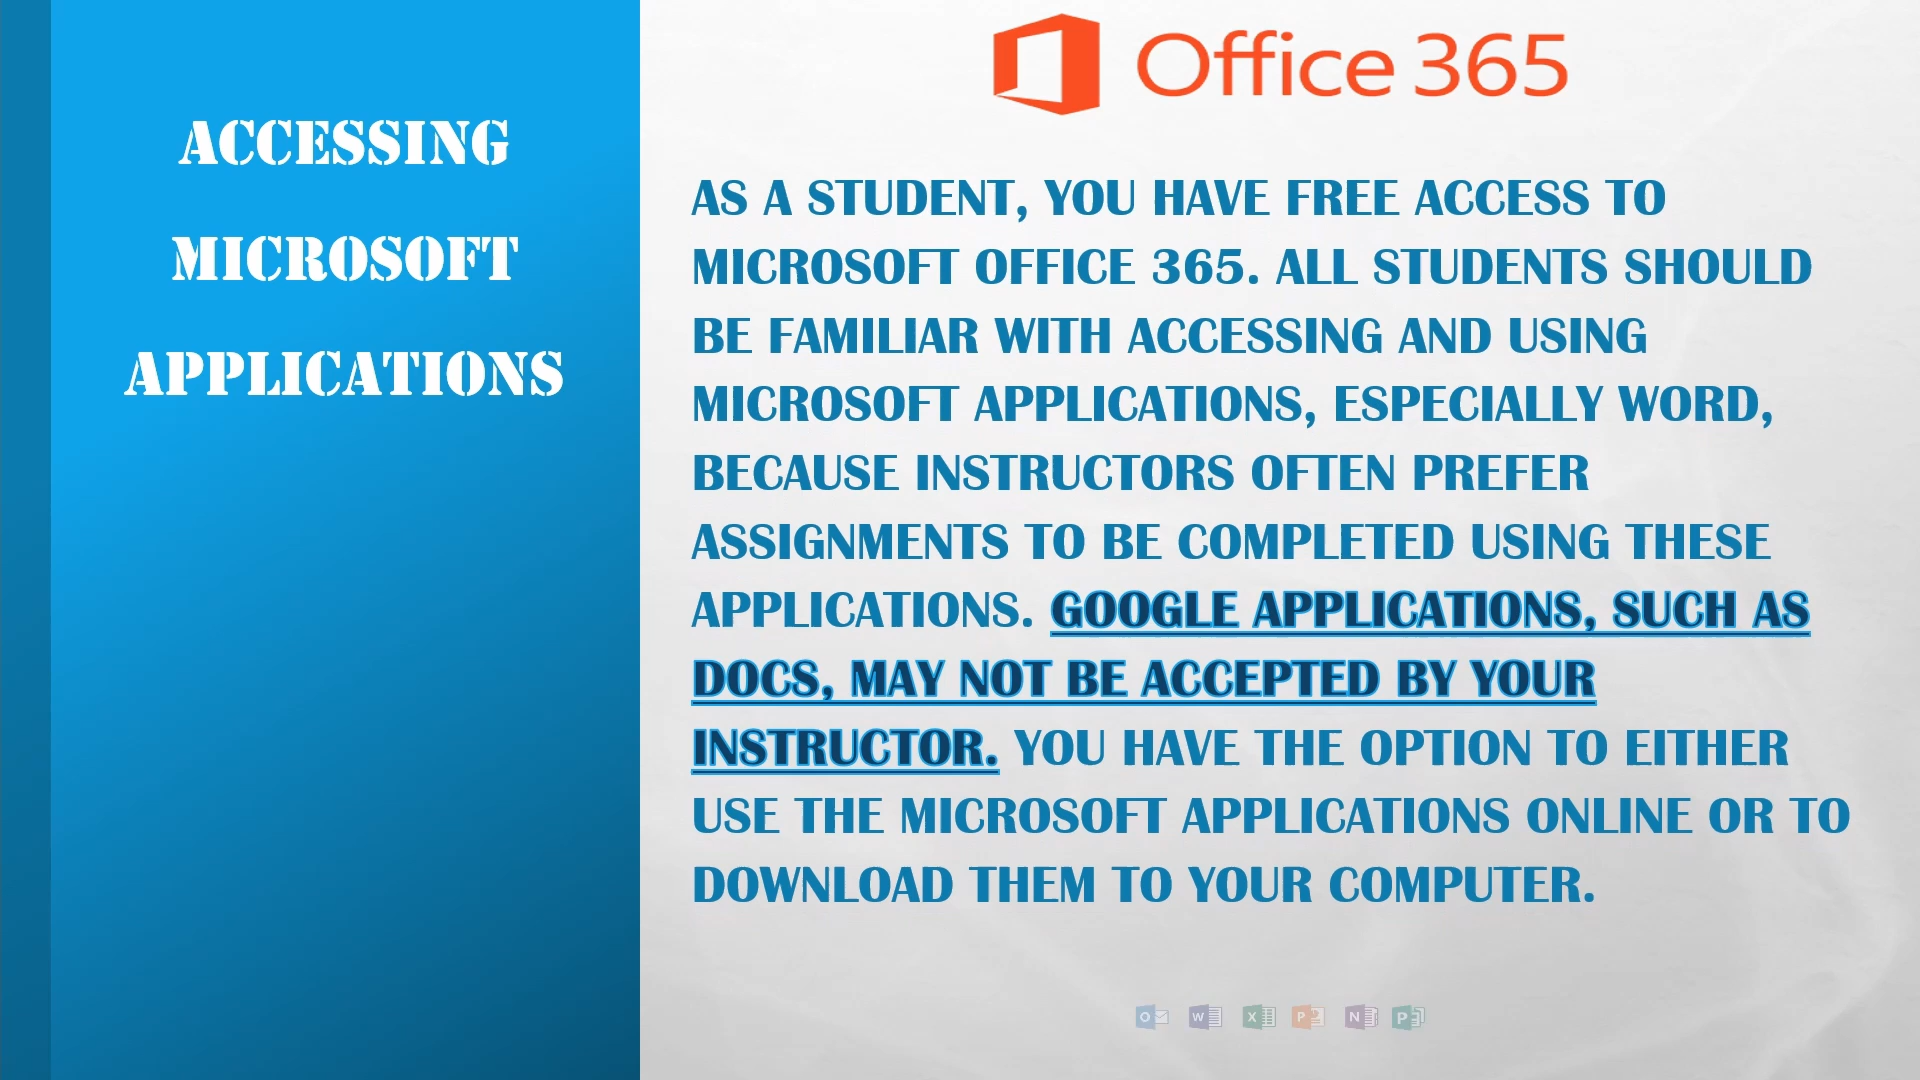 ACCESSING
MICROSOFT
APPLICATIONS
Office 365
AS A STUDENT, YOU HAVE FREE ACCESS TO
MICROSOFT OFFICE 365. ALL STUDENTS SHOULD
BE FAMILIAR WITH ACCESSING AND USING
MICROSOFT APPLICATIONS, ESPECIALLY WORD,
BECAUSE INSTRUCTORS OFTEN PREFER
ASSIGNMENTS TO BE COMPLETED USING THESE
APPLICATIONS. GOOGLE APPLICATIONS, SUCH AS
DOCS, MAY NOT BE ACCEPTED BY YOUR
INSTRUCTOR. YOU HAVE THE OPTION TO EITHER
USE THE MICROSOFT APPLICATIONS ONLINE OR TO
DOWNLOAD THEM TO YOUR COMPUTER.
O W X P N P